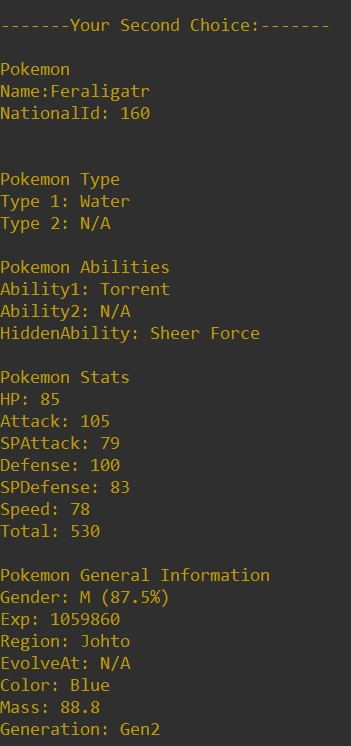 -------Your Second Choice:-------
Pokemon
Name:Feraligatr
NationalId: 160
Pokemon Type
Type 1: Water
Type 2: N/A
Pokemon Abilities
Ability1: Torrent
Ability2: N/A
HiddenAbility: Sheer Force
Pokemon Stats
HP: 85
Attack: 105
SPAttack: 79
Defense: 100
SPDefense: 83
Speed: 78
Total: 530
Pokemon General Information
Gender: M (87.5%)
Exp: 1059860
Region: Johto
EvolveAt: N/A
Color: Blue
Mass: 88.8
Generation: Gen2